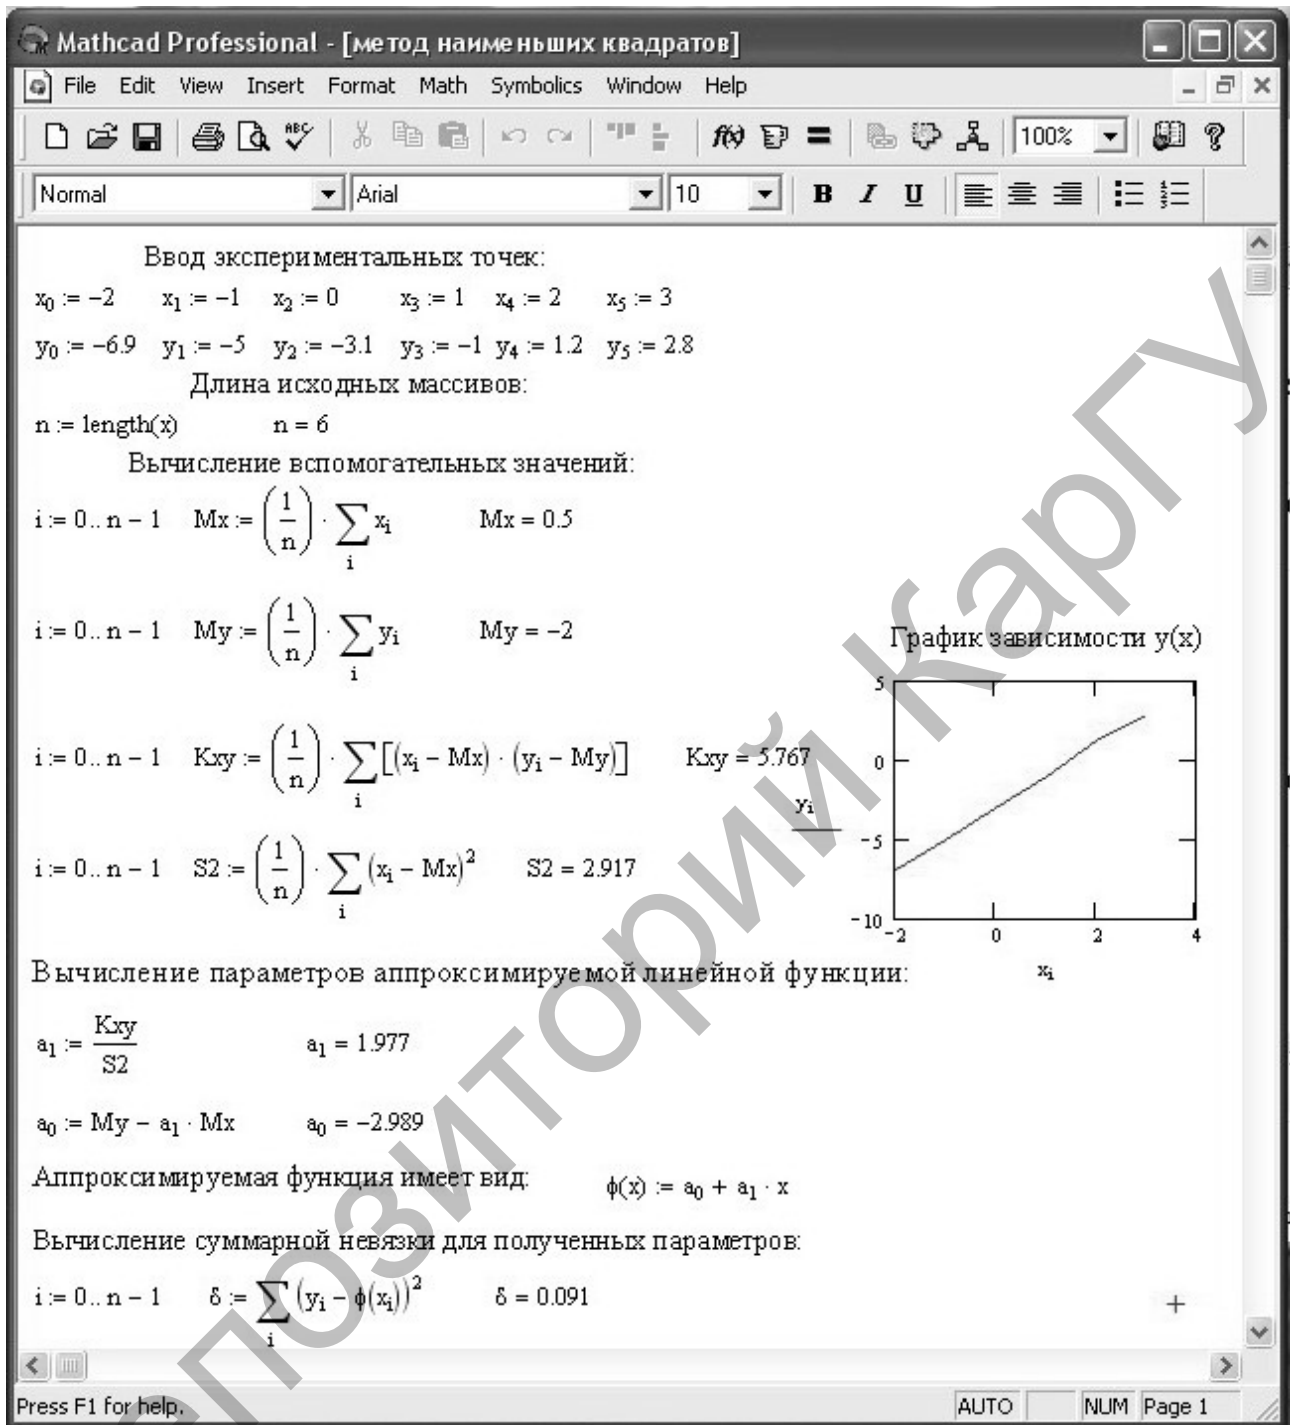 Mathcad Professional - [метод наименьших квадратов]
File Edit View Insert Format Math Symbolics Window Help
100%
Normal Arial 10 B I U
Ввод экспериментальных точек:
x0 := −2 x1 := −1 x2 := 0 x3 := 1 x4 := 2 x5 := 3
y0 := −6.9 y1 := −5 y2 := −3.1 y3 := −1 y4 := 1.2 y5 := 2.8
Длина исходных массивов:
n := length(x) n = 6
Вычисление вспомогательных значений:
i := 0.. n − 1 Mx := (1/n) · ∑i xi Mx = 0.5
i := 0.. n − 1 My := (1/n) · ∑i yi My = −2
График зависимости y(x)
i := 0.. n − 1 Kxy := (1/n) · ∑i [(xi − Mx) · (yi − My)] Kxy = 5.767
i := 0.. n − 1 S2 := (1/n) · ∑i (xi − Mx)^2 S2 = 2.917
5
0
−5
−10
yi
−2 0 2 4
xi
Вычисление параметров аппроксимируемой линейной функции:
a1 := Kxy/S2 a1 = 1.977
a0 := My − a1 · Mx a0 = −2.989
Аппроксимируемая функция имеет вид: ϕ(x) := a0 + a1 · x
Вычисление суммарной невязки для полученных параметров:
i := 0.. n − 1 δ := ∑i (yi − ϕ(xi))^2 δ = 0.091
Press F1 for help. AUTO NUM Page 1
епозиторий КарГУ